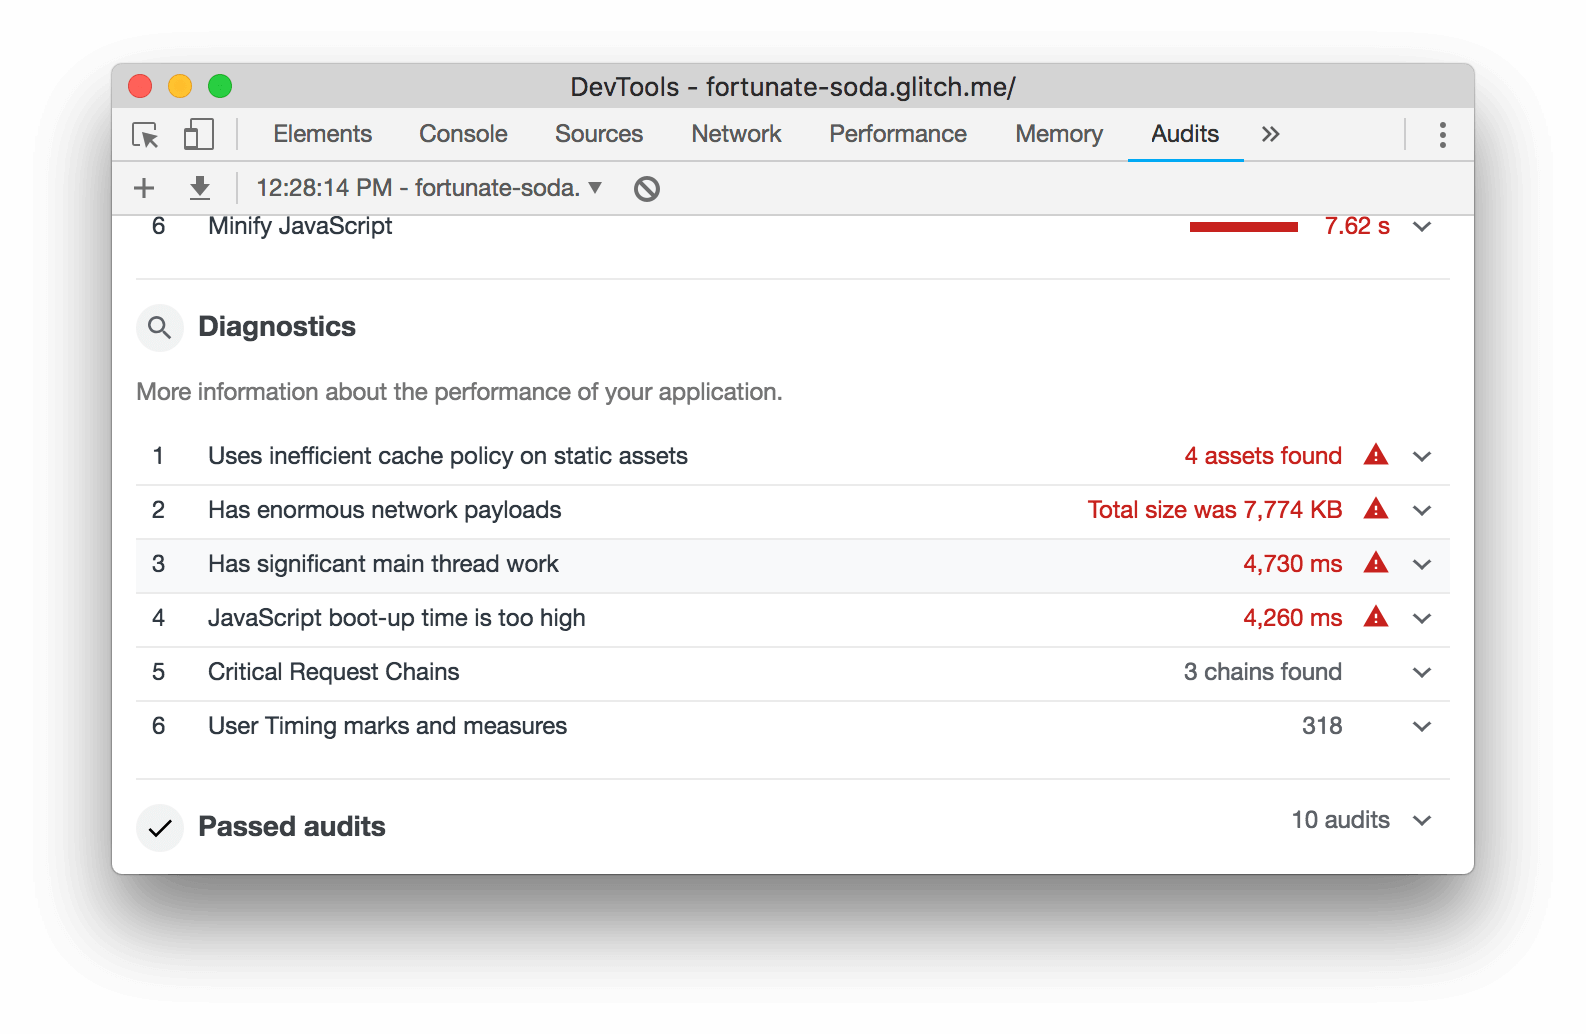 DevTools - fortunate-soda.glitch.me/
Elements Console Sources Network Performance Memory Audits »
12:28:14 PM - fortunate-soda. ▼
6 Minify JavaScript 7.62 s
Diagnostics
More information about the performance of your application.
1 Uses inefficient cache policy on static assets 4 assets found
2 Has enormous network payloads Total size was 7,774 KB
3 Has significant main thread work 4,730 ms
4 JavaScript boot-up time is too high 4,260 ms
5 Critical Request Chains 3 chains found
6 User Timing marks and measures 318
Passed audits 10 audits